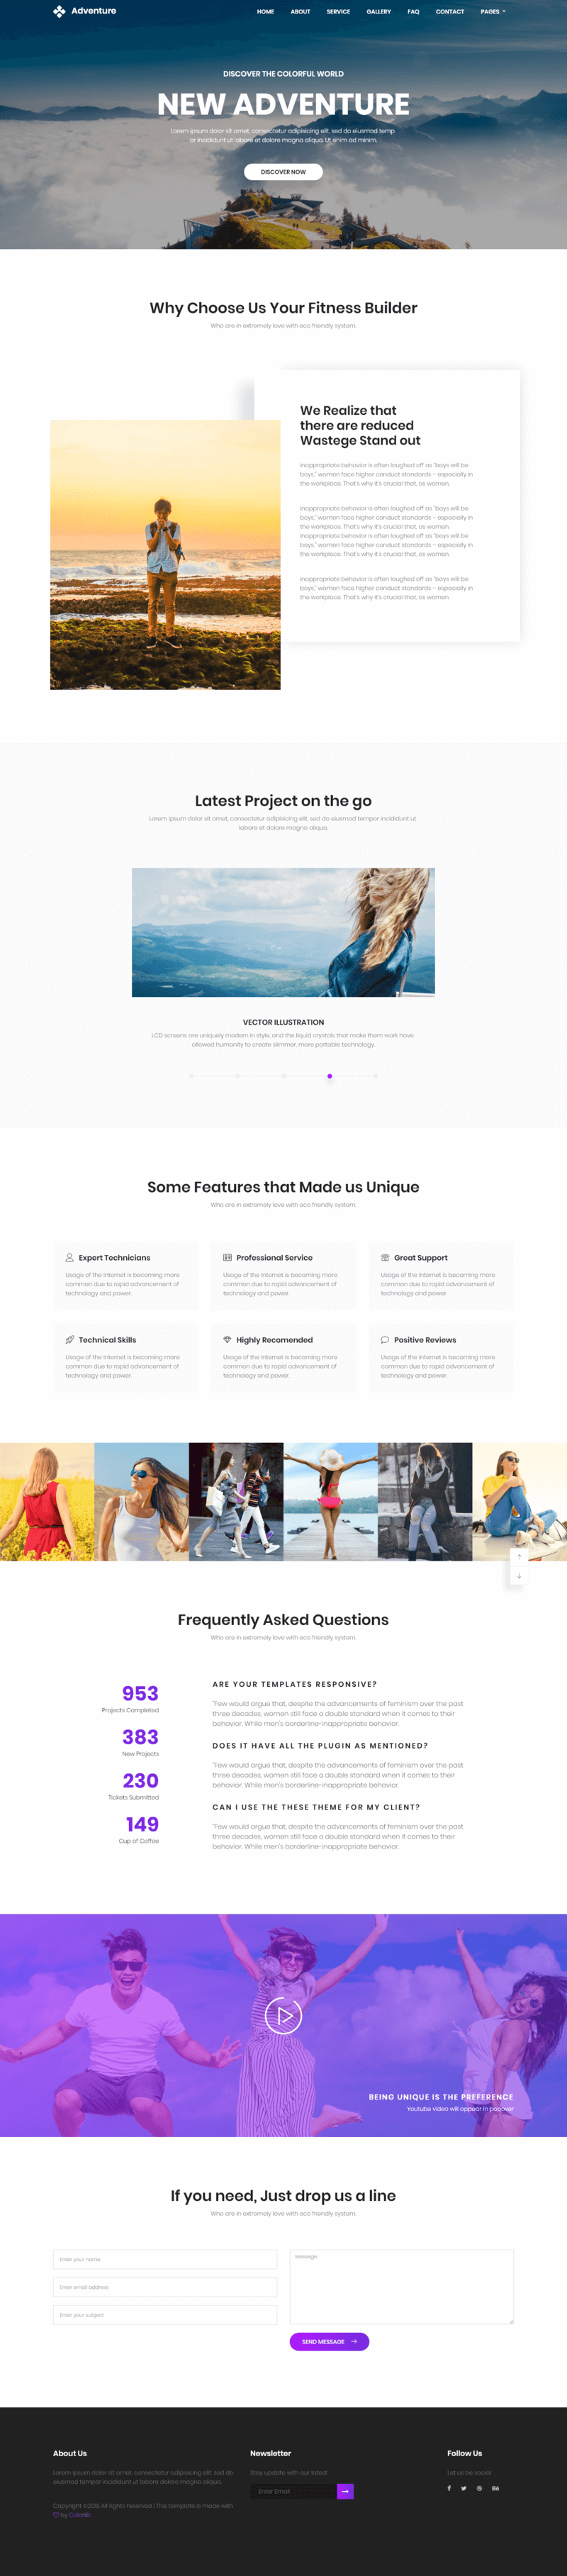 Adventure
HOME ABOUT SERVICE GALLERY FAQ CONTACT PAGES
DISCOVER THE COLORFUL WORLD
NEW ADVENTURE
Lorem ipsum dolor sit amet, consectetur adipisicing elit, sed do eiusmod temp
or incididunt ut labore et dolore magna aliqua. Ut enim ad minim.
DISCOVER NOW
Why Choose Us Your Fitness Builder
Who are in extremely love with eco friendly system.
We Realize that
there are reduced
Wastege Stand out
inappropriate behavior is often laughed off as “boys will be
boys,” women face higher conduct standards – especially in
the workplace. That’s why it’s crucial that, as women.
inappropriate behavior is often laughed off as “boys will be
boys,” women face higher conduct standards – especially in
the workplace. That’s why it’s crucial that, as women.
inappropriate behavior is often laughed off as “boys will be
boys,” women face higher conduct standards – especially in
the workplace. That’s why it’s crucial that, as women.
inappropriate behavior is often laughed off as “boys will be
boys,” women face higher conduct standards – especially in
the workplace. That’s why it’s crucial that, as women.
Latest Project on the go
Lorem ipsum dolor sit amet, consectetur adipisicing elit, sed do eiusmod tempor incididunt ut
labore et dolore magna aliqua.
VECTOR ILLUSTRATION
LCD screens are uniquely modern in style, and the liquid crystals that make them work have
allowed humanity to create slimmer, more portable technology.
Some Features that Made us Unique
Who are in extremely love with eco friendly system.
Expert Technicians
Usage of the Internet is becoming more
common due to rapid advancement of
technology and power.
Professional Service
Usage of the Internet is becoming more
common due to rapid advancement of
technology and power.
Great Support
Usage of the Internet is becoming more
common due to rapid advancement of
technology and power.
Technical Skills
Usage of the Internet is becoming more
common due to rapid advancement of
technology and power.
Highly Recomended
Usage of the Internet is becoming more
common due to rapid advancement of
technology and power.
Positive Reviews
Usage of the Internet is becoming more
common due to rapid advancement of
technology and power.
Frequently Asked Questions
Who are in extremely love with eco friendly system.
953
Projects Completed
383
New Projects
230
Tickets Submitted
149
Cup of Coffee
ARE YOUR TEMPLATES RESPONSIVE?
“Few would argue that, despite the advancements of feminism over the past
three decades, women still face a double standard when it comes to their
behavior. While men’s borderline-inappropriate behavior.
DOES IT HAVE ALL THE PLUGIN AS MENTIONED?
“Few would argue that, despite the advancements of feminism over the past
three decades, women still face a double standard when it comes to their
behavior. While men’s borderline-inappropriate behavior.
CAN I USE THE THESE THEME FOR MY CLIENT?
“Few would argue that, despite the advancements of feminism over the past
three decades, women still face a double standard when it comes to their
behavior. While men’s borderline-inappropriate behavior.
BEING UNIQUE IS THE PREFERENCE
Youtube video will appear in popover
If you need, Just drop us a line
Who are in extremely love with eco friendly system.
Enter your name
Enter email address
Enter your subject
Message
SEND MESSAGE
About Us
Lorem ipsum dolor sit amet, consectetur adipisicing elit, sed do
eiusmod tempor incididunt ut labore dolore magna aliqua.
Copyright ©2018 All rights reserved | This template is made with
by Colorlib
Newsletter
Stay update with our latest
Enter Email
Follow Us
Let us be social